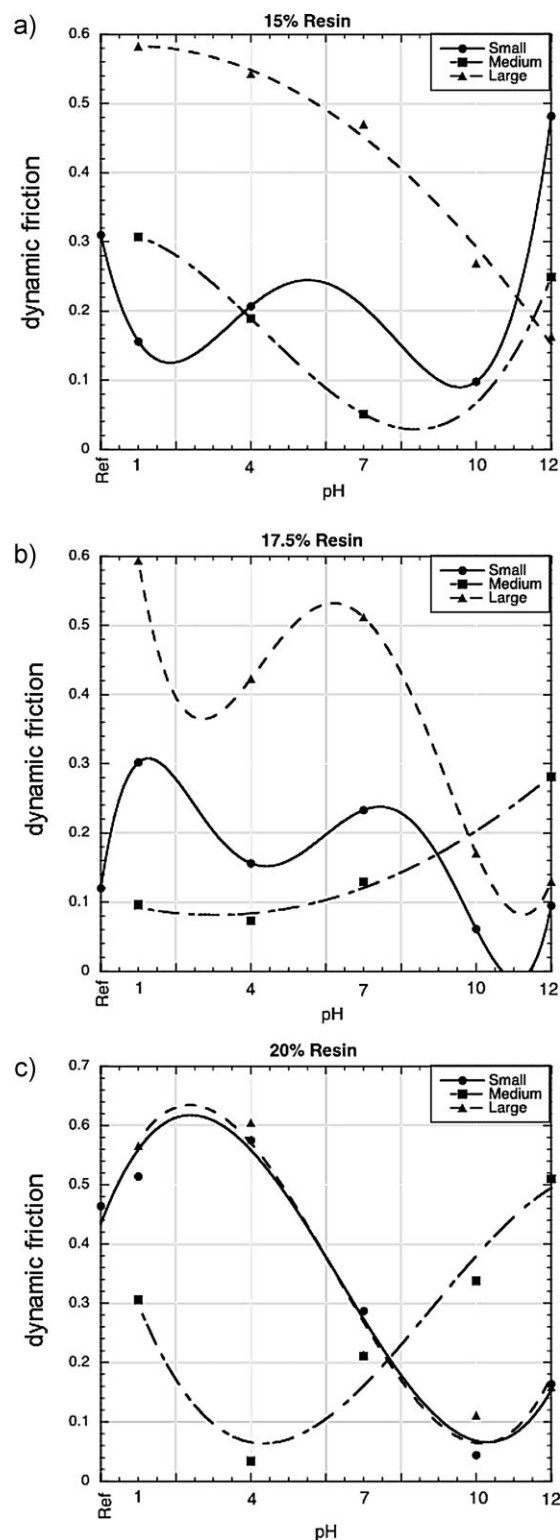 a)
15% Resin
Small
Medium
Large
0.6
0.5
0.4
0.3
0.2
0.1
0
dynamic friction
Ref 1 4 7 10 12
pH
b)
17.5% Resin
Small
Medium
Large
0.6
0.5
0.4
0.3
0.2
0.1
0
dynamic friction
Ref 1 4 7 10 12
pH
c)
20% Resin
Small
Medium
Large
0.7
0.6
0.5
0.4
0.3
0.2
0.1
0
dynamic friction
Ref 1 4 7 10 12
pH